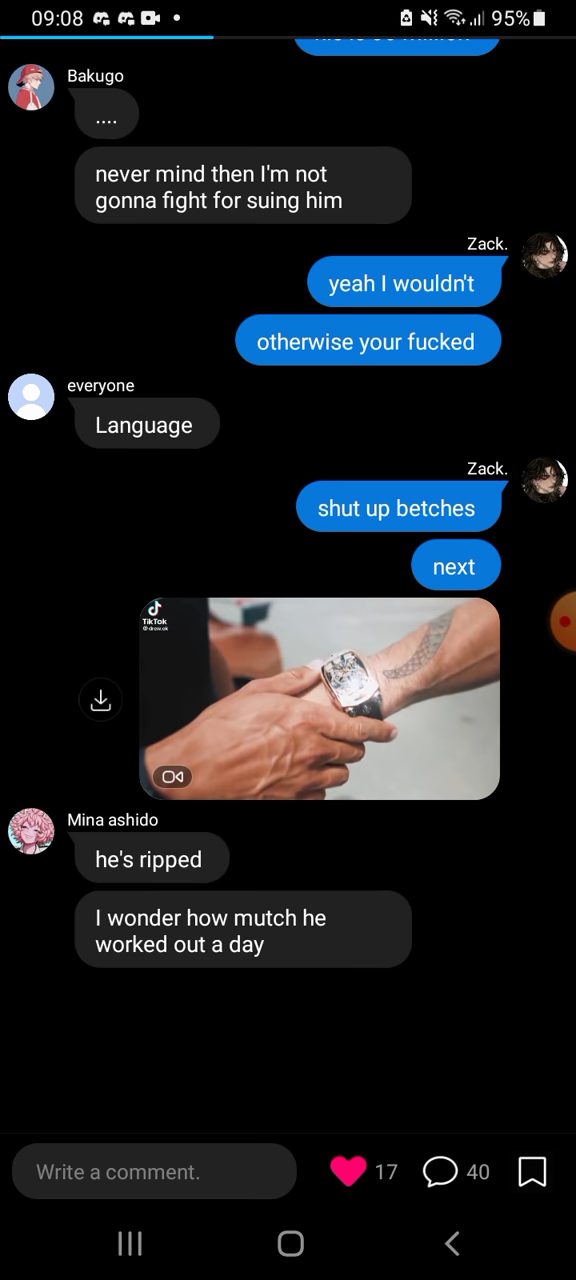 09:08
95%
Bakugo
....
never mind then I'm not
gonna fight for suing him
Zack.
yeah I wouldn't
otherwise your fucked
everyone
Language
Zack.
shut up betches
next
TikTok
Mina ashido
he's ripped
I wonder how mutch he
worked out a day
Write a comment.
17
40